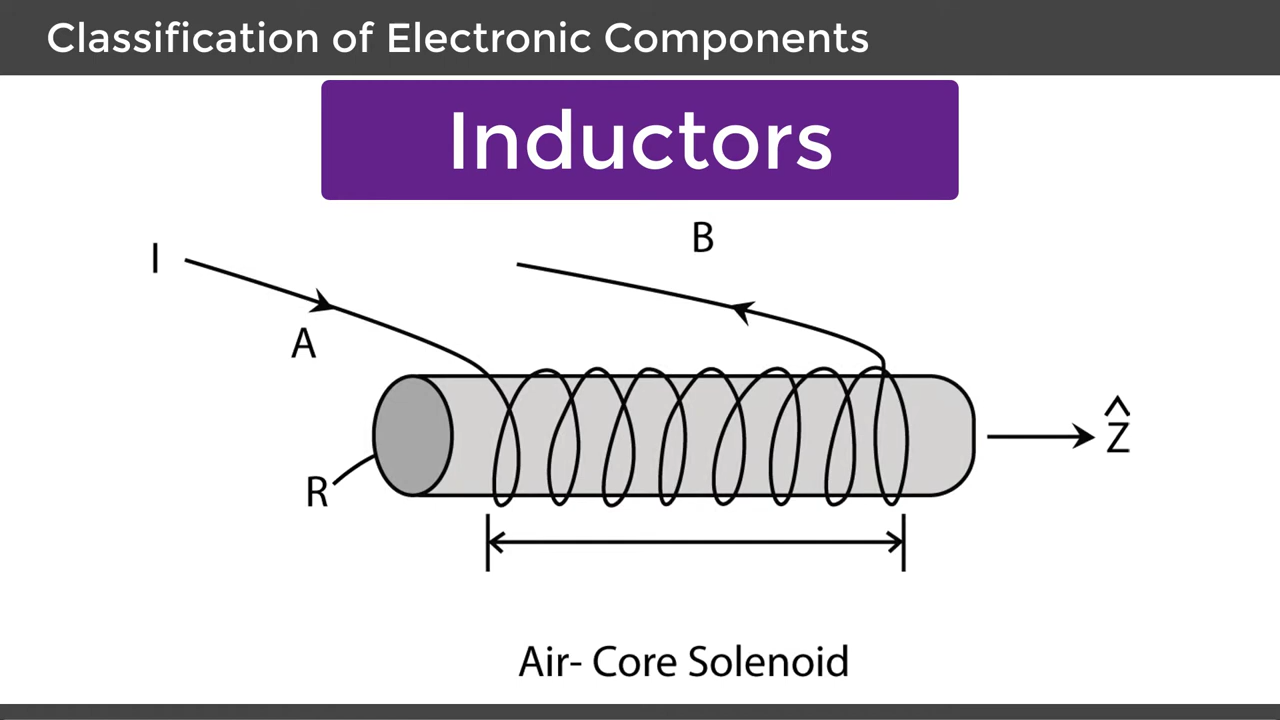 Classification of Electronic Components
Inductors
B
I
A
Ẑ
R
Air- Core Solenoid